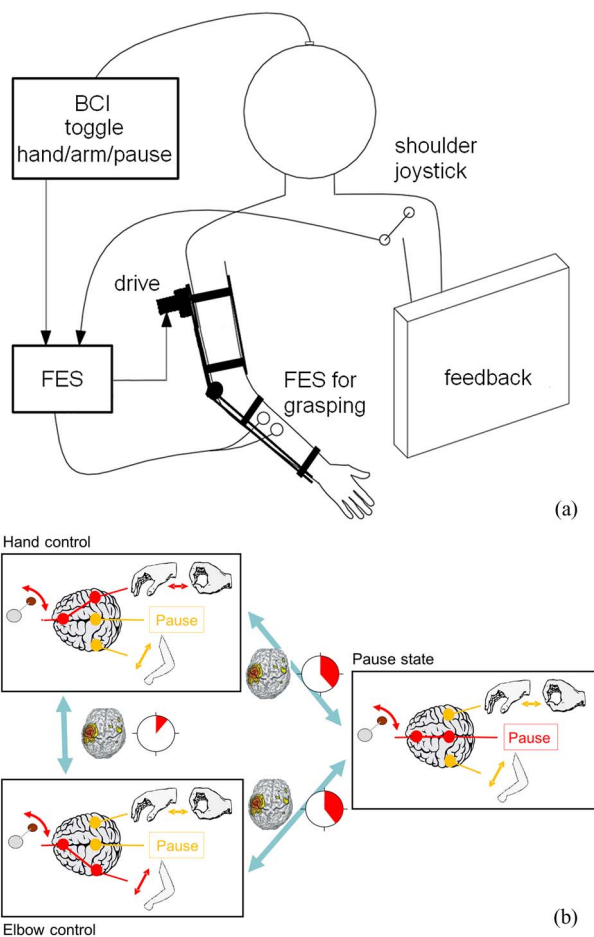 BCI
toggle
hand/arm/pause
shoulder
joystick
drive
FES
FES for
grasping
feedback
(a)
Hand control
Pause
Pause state
Pause
Pause
Elbow control
(b)